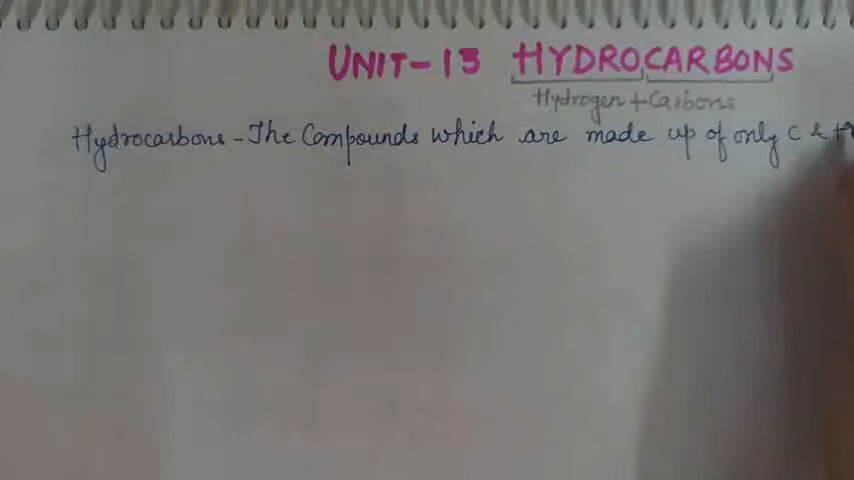 UNIT-13 HYDROCARBONS
Hydrogen + Carbons
Hydrocarbons - The Compounds which are made up of only C &